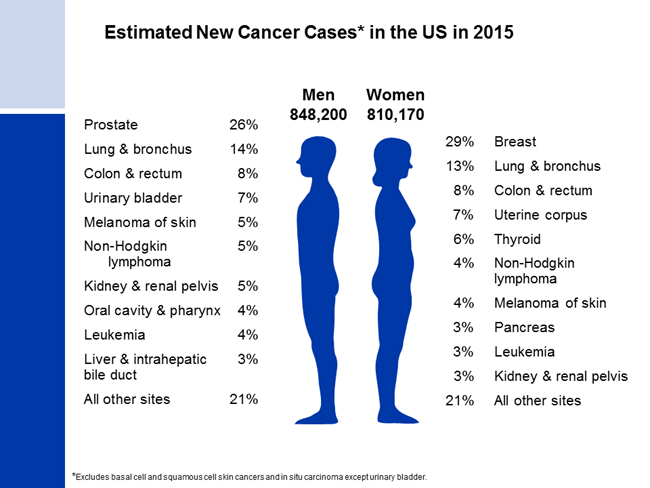 Estimated New Cancer Cases* in the US in 2015
Men
848,200
Women
810,170
Prostate 26%
Lung & bronchus 14%
Colon & rectum 8%
Urinary bladder 7%
Melanoma of skin 5%
Non-Hodgkin 5%
lymphoma
Kidney & renal pelvis 5%
Oral cavity & pharynx 4%
Leukemia 4%
Liver & intrahepatic 3%
bile duct
All other sites 21%
29% Breast
13% Lung & bronchus
8% Colon & rectum
7% Uterine corpus
6% Thyroid
4% Non-Hodgkin
lymphoma
4% Melanoma of skin
3% Pancreas
3% Leukemia
3% Kidney & renal pelvis
21% All other sites
*Excludes basal cell and squamous cell skin cancers and in situ carcinoma except urinary bladder.